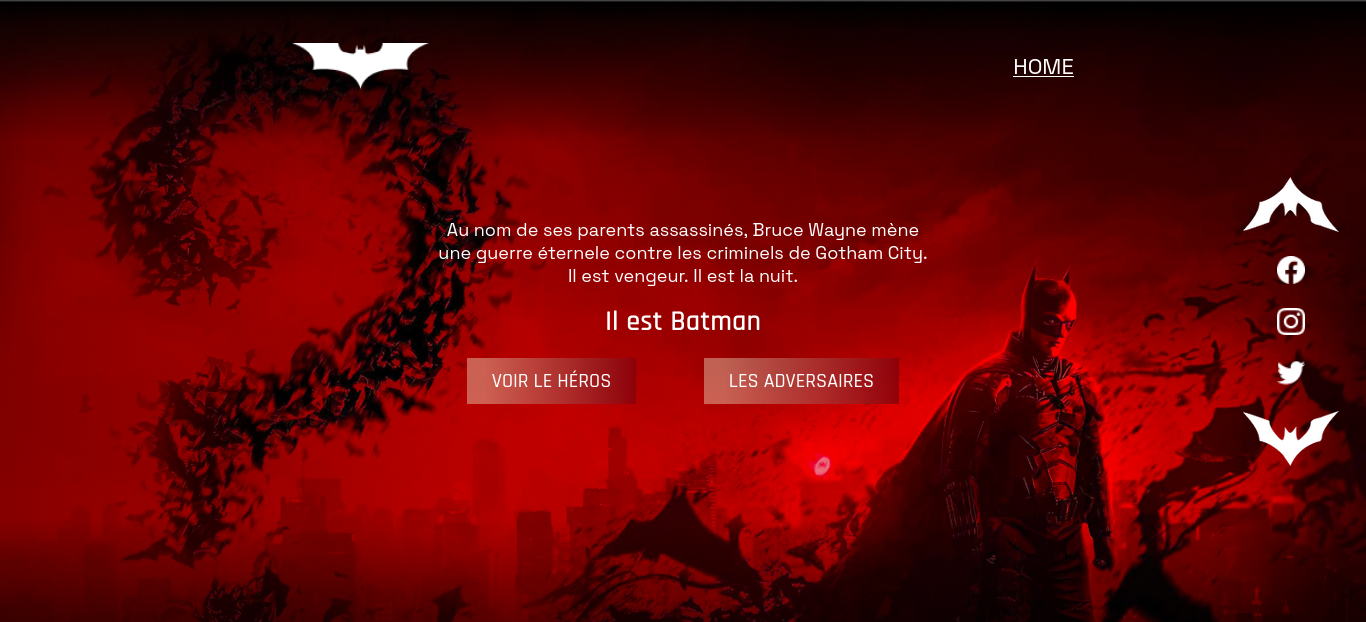 HOME
Au nom de ses parents assassinés, Bruce Wayne mène
une guerre éternele contre les criminels de Gotham City.
Il est vengeur. Il est la nuit.
Il est Batman
VOIR LE HÉROS
LES ADVERSAIRES